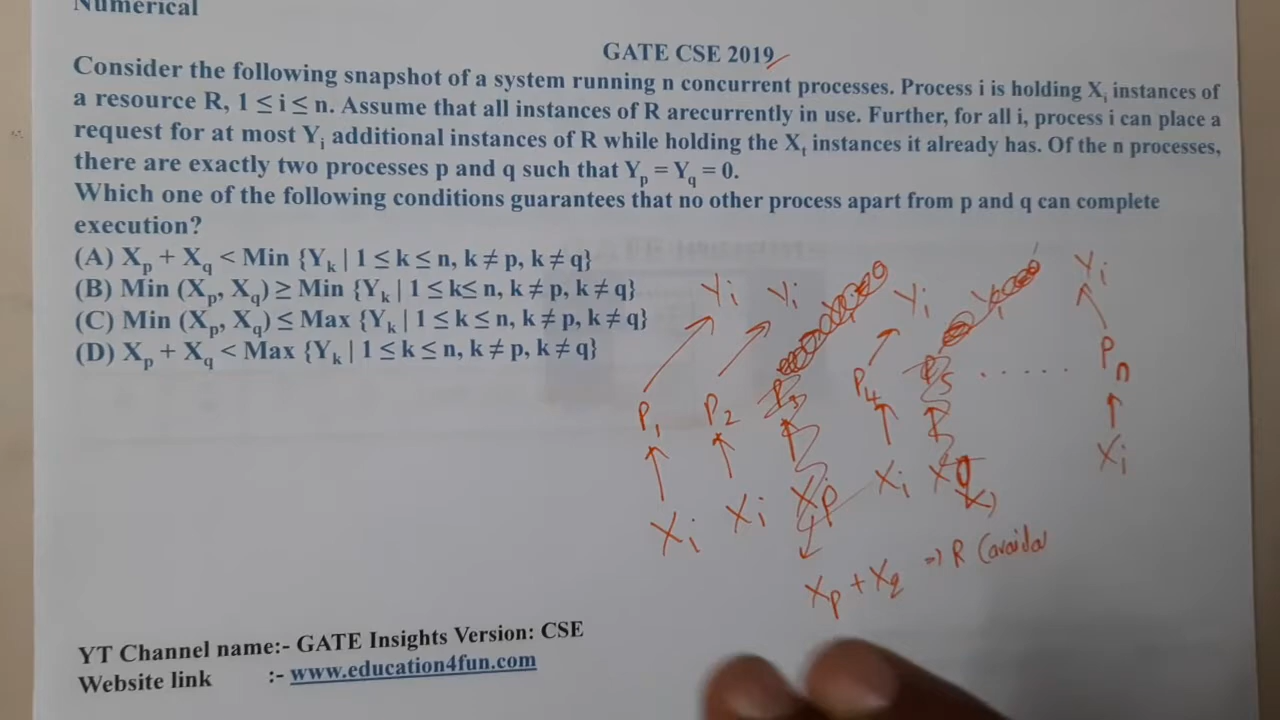 Numerical
GATE CSE 2019
Consider the following snapshot of a system running n concurrent processes. Process i is holding Xi instances of
a resource R, 1 ≤ i ≤ n. Assume that all instances of R arecurrently in use. Further, for all i, process i can place a
request for at most Yi additional instances of R while holding the Xi instances it already has. Of the n processes,
there are exactly two processes p and q such that Yp = Yq = 0.
Which one of the following conditions guarantees that no other process apart from p and q can complete
execution?
(A) Xp + Xq < Min {Yk | 1 ≤ k ≤ n, k ≠ p, k ≠ q}
(B) Min (Xp, Xq) ≥ Min {Yk | 1 ≤ k ≤ n, k ≠ p, k ≠ q}
(C) Min (Xp, Xq) ≤ Max {Yk | 1 ≤ k ≤ n, k ≠ p, k ≠ q}
(D) Xp + Xq < Max {Yk | 1 ≤ k ≤ n, k ≠ p, k ≠ q}
Yi Yi Yi Yi
P1 P2 P3 P4 P5 ..... Pn
Xi Xi Xp Xi Xi
Xp + Xq ⇒ R (availa
YT Channel name:- GATE Insights Version: CSE
Website link :- www.education4fun.com